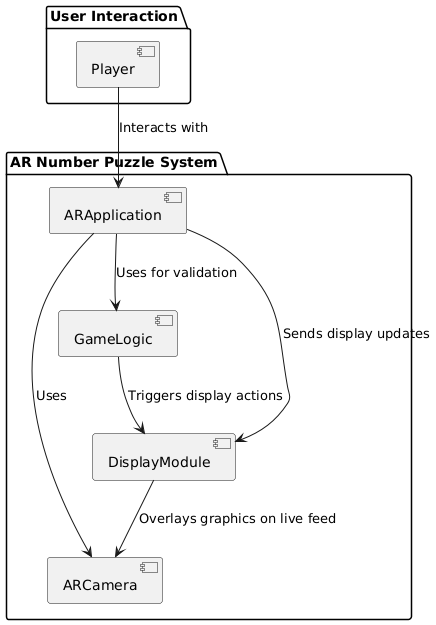 User Interaction
Player
Interacts with
AR Number Puzzle System
ARApplication
Uses for validation
GameLogic
Sends display updates
Uses
Triggers display actions
DisplayModule
Overlays graphics on live feed
ARCamera